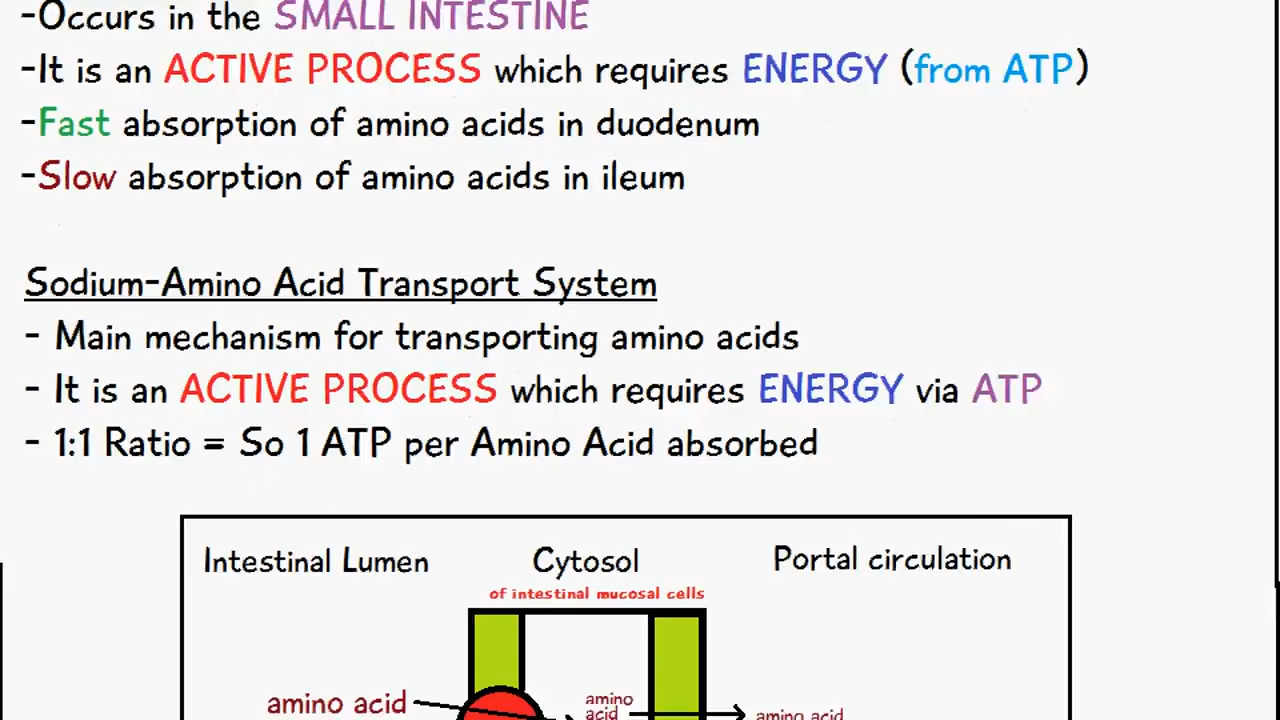 -Occurs in the SMALL INTESTINE
-It is an ACTIVE PROCESS which requires ENERGY (from ATP)
-Fast absorption of amino acids in duodenum
-Slow absorption of amino acids in ileum
Sodium-Amino Acid Transport System
- Main mechanism for transporting amino acids
- It is an ACTIVE PROCESS which requires ENERGY via ATP
- 1:1 Ratio = So 1 ATP per Amino Acid absorbed
Intestinal Lumen Cytosol Portal circulation
of intestinal mucosal cells
amino acid
amino
acid
amino acid